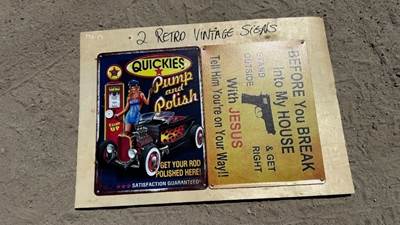 2 RETRO VINTAGE SIGNS
QUICKIES
Pump
and
Polish
GET YOUR ROD
POLISHED HERE!
SATISFACTION GUARANTEED
BEFORE You BREAK
Into My HOUSE
STAND
OUTSIDE
& GET
RIGHT
With JESUS
Tell Him You're on Your Way!!